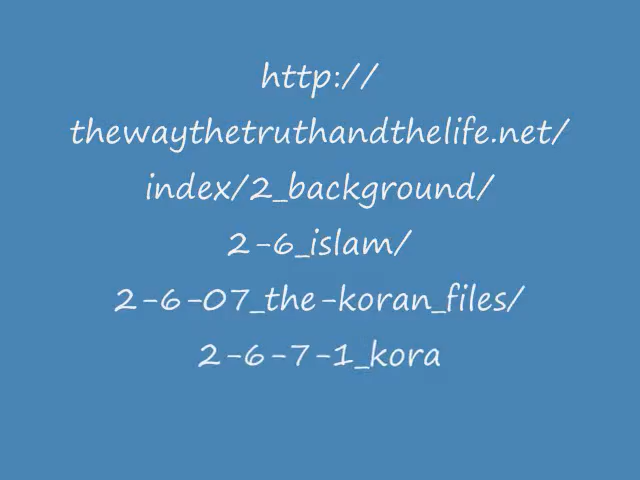 http://
thewaythetruthandthelife.net/
index/2_background/
2-6_islam/
2-6-07_the-koran_files/
2-6-7-1_kora